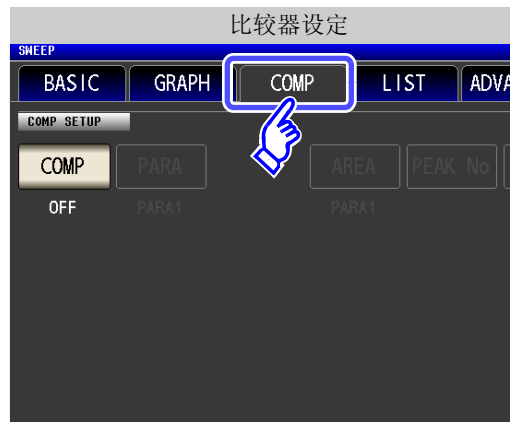 比较器设定
SWEEP
BASIC GRAPH COMP LIST ADVA
COMP SETUP
COMP PARA AREA PEAK No
OFF PARA1 PARA1